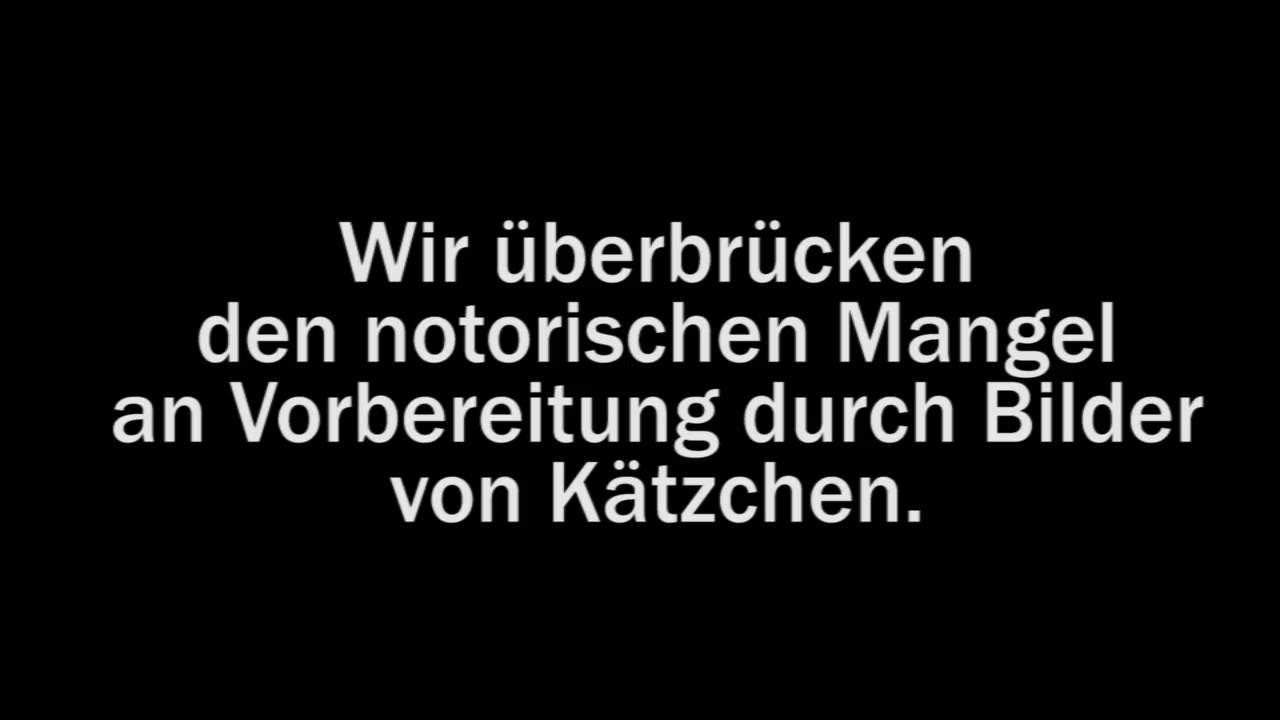 Wir überbrücken
den notorischen Mangel
an Vorbereitung durch Bilder
von Kätzchen.